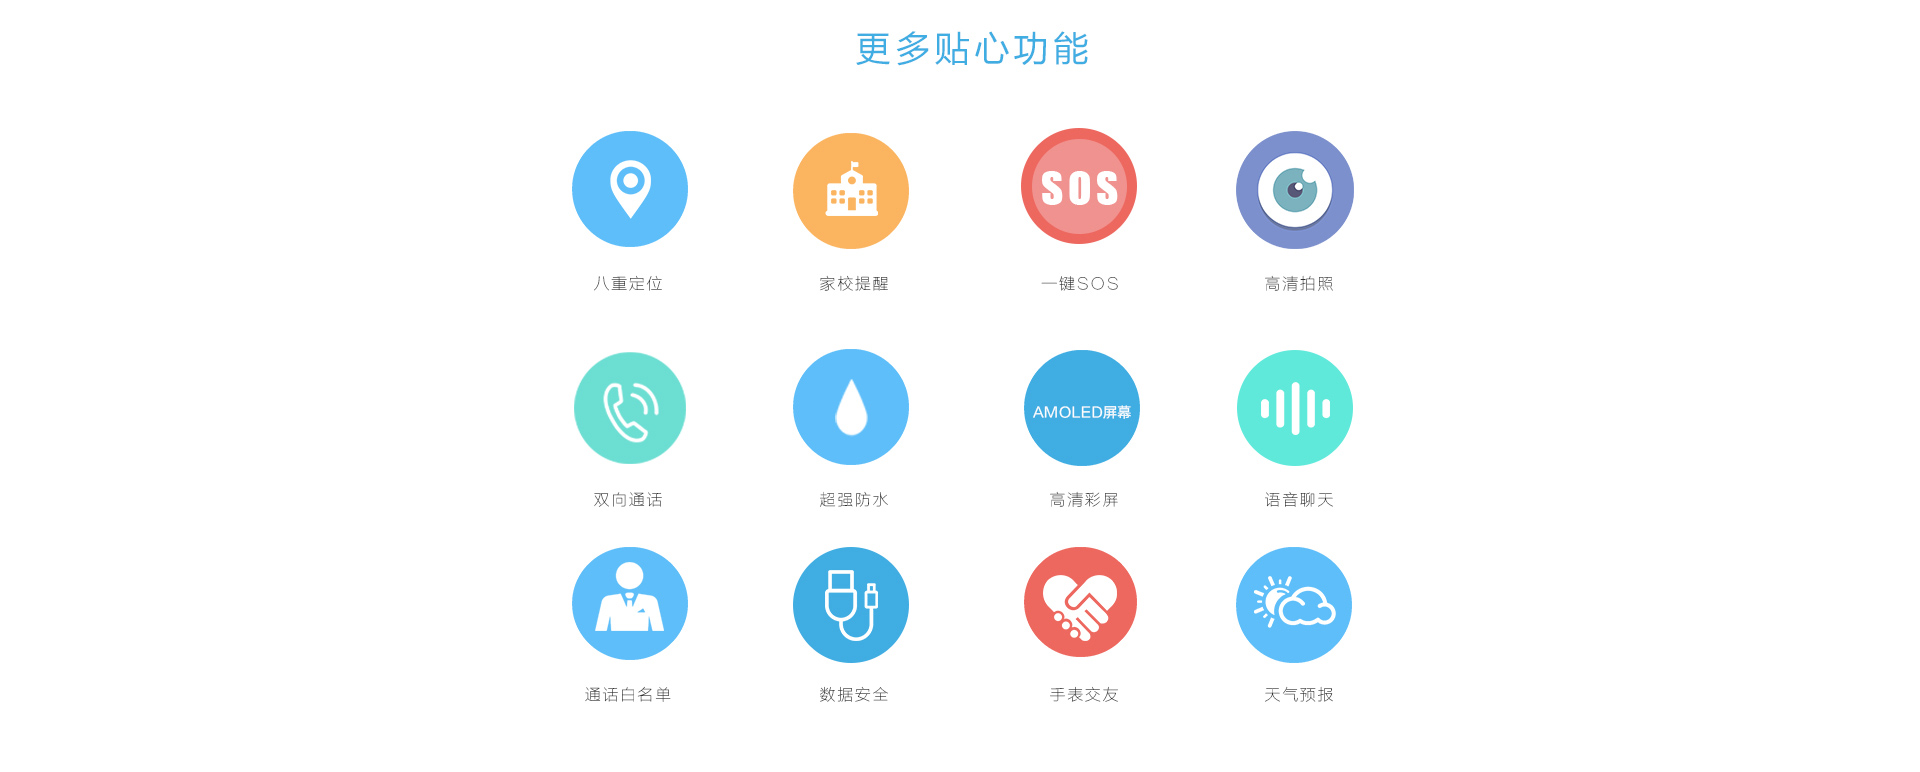 更多贴心功能
SOS
八重定位
家校提醒
一键SOS
高清拍照
AMOLED屏幕
双向通话
超强防水
高清彩屏
语音聊天
通话白名单
数据安全
手表交友
天气预报